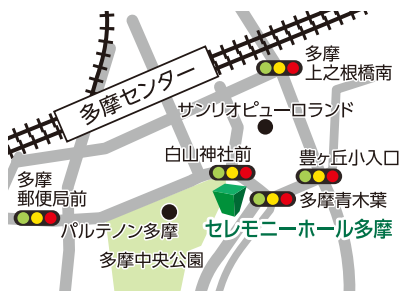 多摩
上之根橋南
多摩センター
サンリオピューロランド
白山神社前
豊ヶ丘小入口
多摩
郵便局前
多摩青木葉
パルテノン多摩
セレモニーホール多摩
多摩中央公園